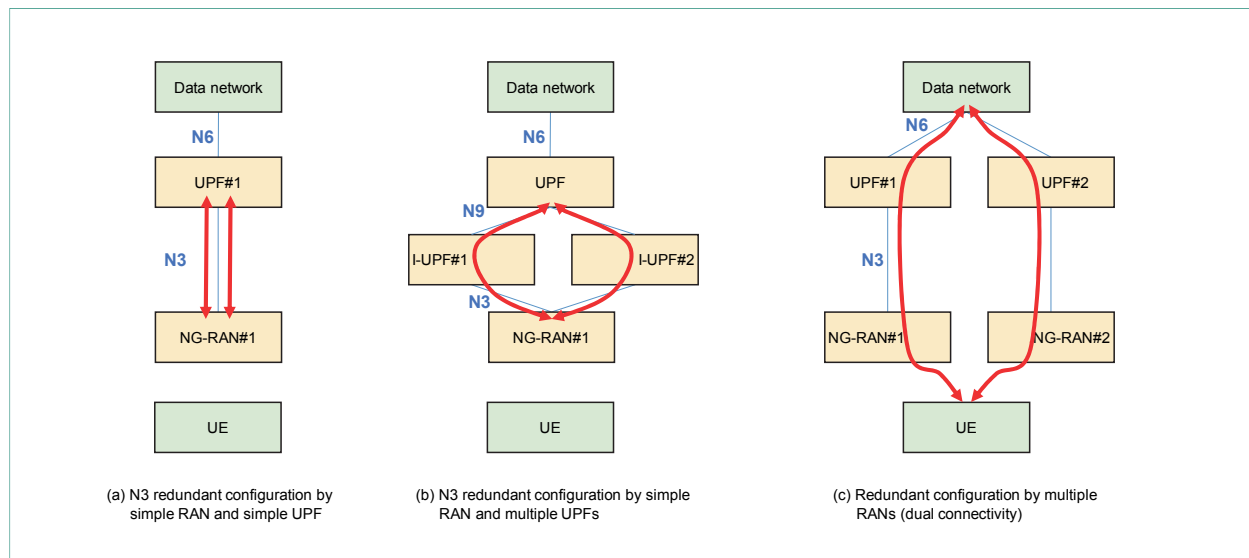 Data network
N6
UPF#1
N3
NG-RAN#1
UE
(a) N3 redundant configuration by
simple RAN and simple UPF
Data network
N6
UPF
N9
I-UPF#1
I-UPF#2
N3
NG-RAN#1
UE
(b) N3 redundant configuration by simple
RAN and multiple UPFs
Data network
N6
UPF#1
UPF#2
N3
NG-RAN#1
NG-RAN#2
UE
(c) Redundant configuration by multiple
RANs (dual connectivity)